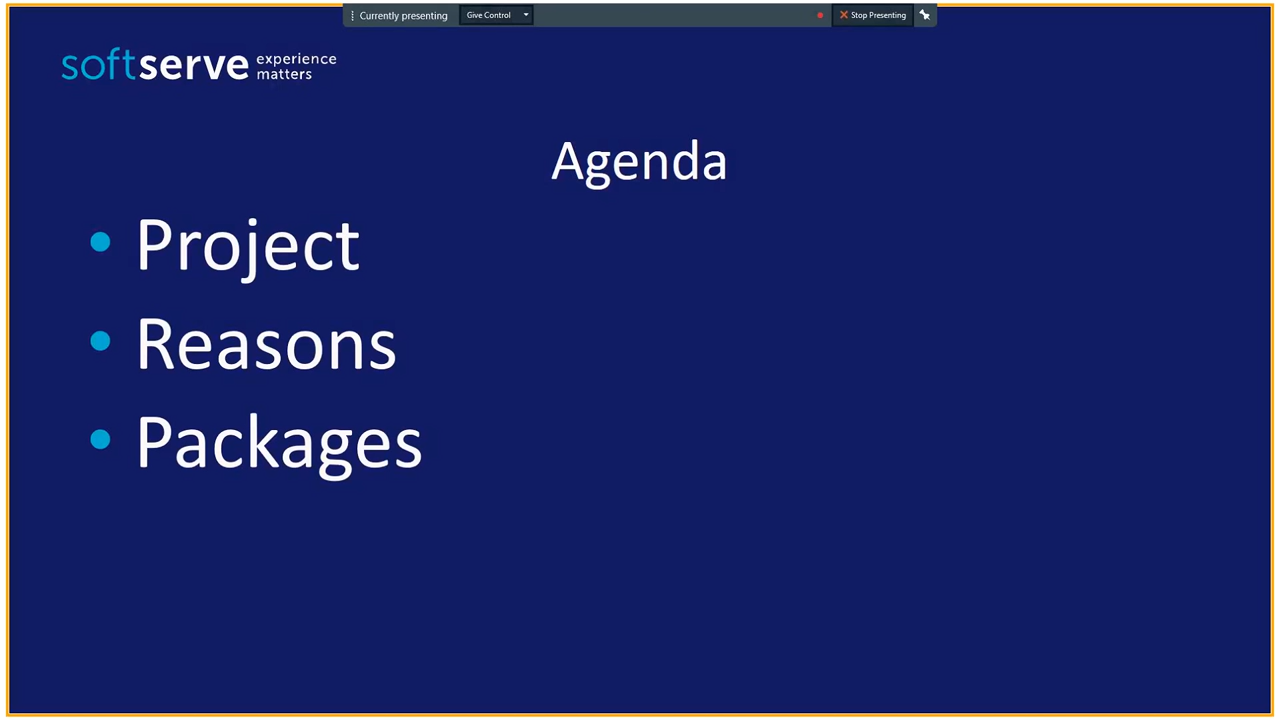 Currently presenting Give Control Stop Presenting
softserve experience
matters
Agenda
• Project
• Reasons
• Packages